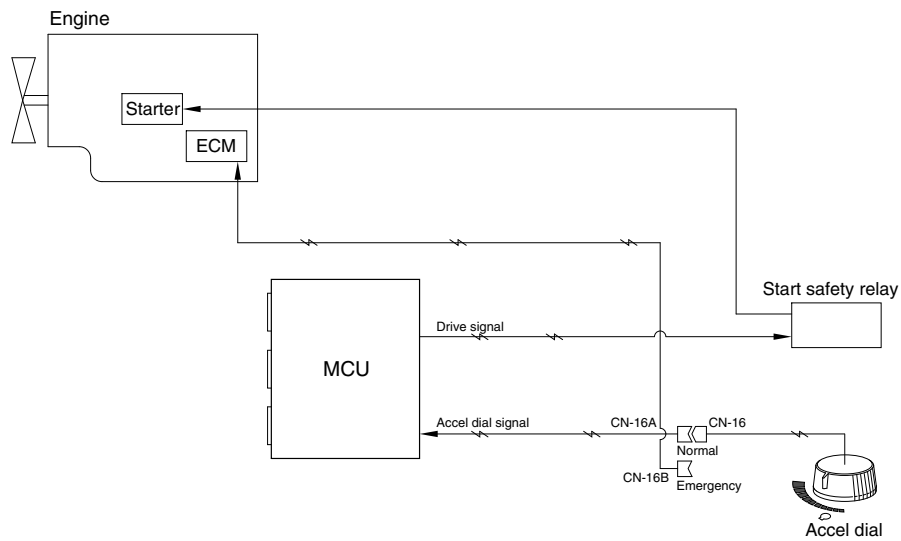 Engine
Starter
ECM
Start safety relay
Drive signal
MCU
Accel dial signal
CN-16A
CN-16
Normal
CN-16B
Emergency
Accel dial